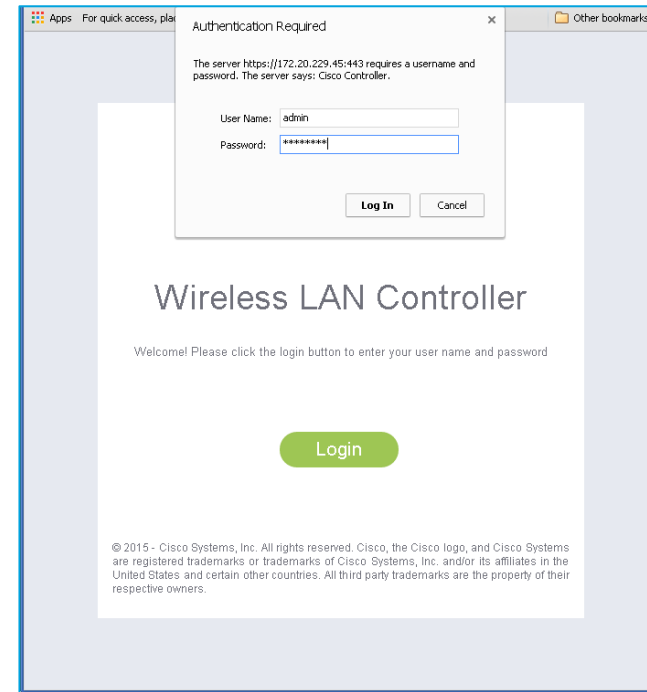 Apps For quick access, pla
Other bookmarks
Authentication Required
The server https://172.20.229.45:443 requires a username and
password. The server says: Cisco Controller.
User Name: admin
Password: ********
Log In Cancel
Wireless LAN Controller
Welcome! Please click the login button to enter your user name and password
Login
© 2015 - Cisco Systems, Inc. All rights reserved. Cisco, the Cisco logo, and Cisco Systems
are registered trademarks or trademarks of Cisco Systems, Inc. and/or its affiliates in the
United States and certain other countries. All third party trademarks are the property of their
respective owners.